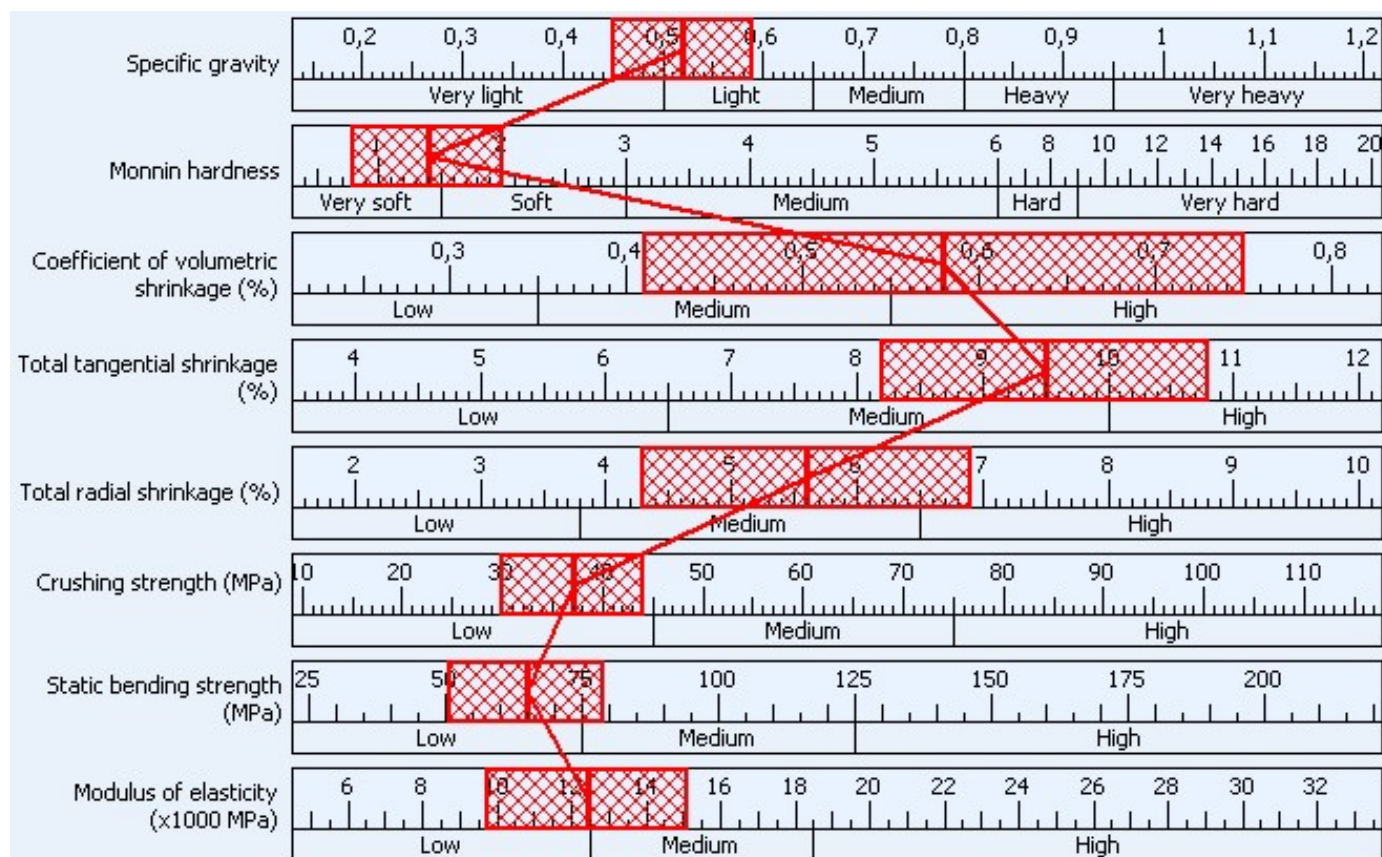 0,2 0,3 0,4 0,5 0,6 0,7 0,8 0,9 1 1,1 1,2
Specific gravity
Very light Light Medium Heavy Very heavy
1 2 3 4 5 6 8 10 12 14 16 18 20
Monnin hardness
Very soft Soft Medium Hard Very hard
0,3 0,4 0,5 0,6 0,7 0,8
Coefficient of volumetric
shrinkage (%)
Low Medium High
4 5 6 7 8 9 10 11 12
Total tangential shrinkage
(%)
Low Medium High
2 3 4 5 6 7 8 9 10
Total radial shrinkage (%)
Low Medium High
10 20 30 40 50 60 70 80 90 100 110
Crushing strength (MPa)
Low Medium High
25 50 75 100 125 150 175 200
Static bending strength
(MPa)
Low Medium High
6 8 10 12 14 16 18 20 22 24 26 28 30 32
Modulus of elasticity
(x1000 MPa)
Low Medium High